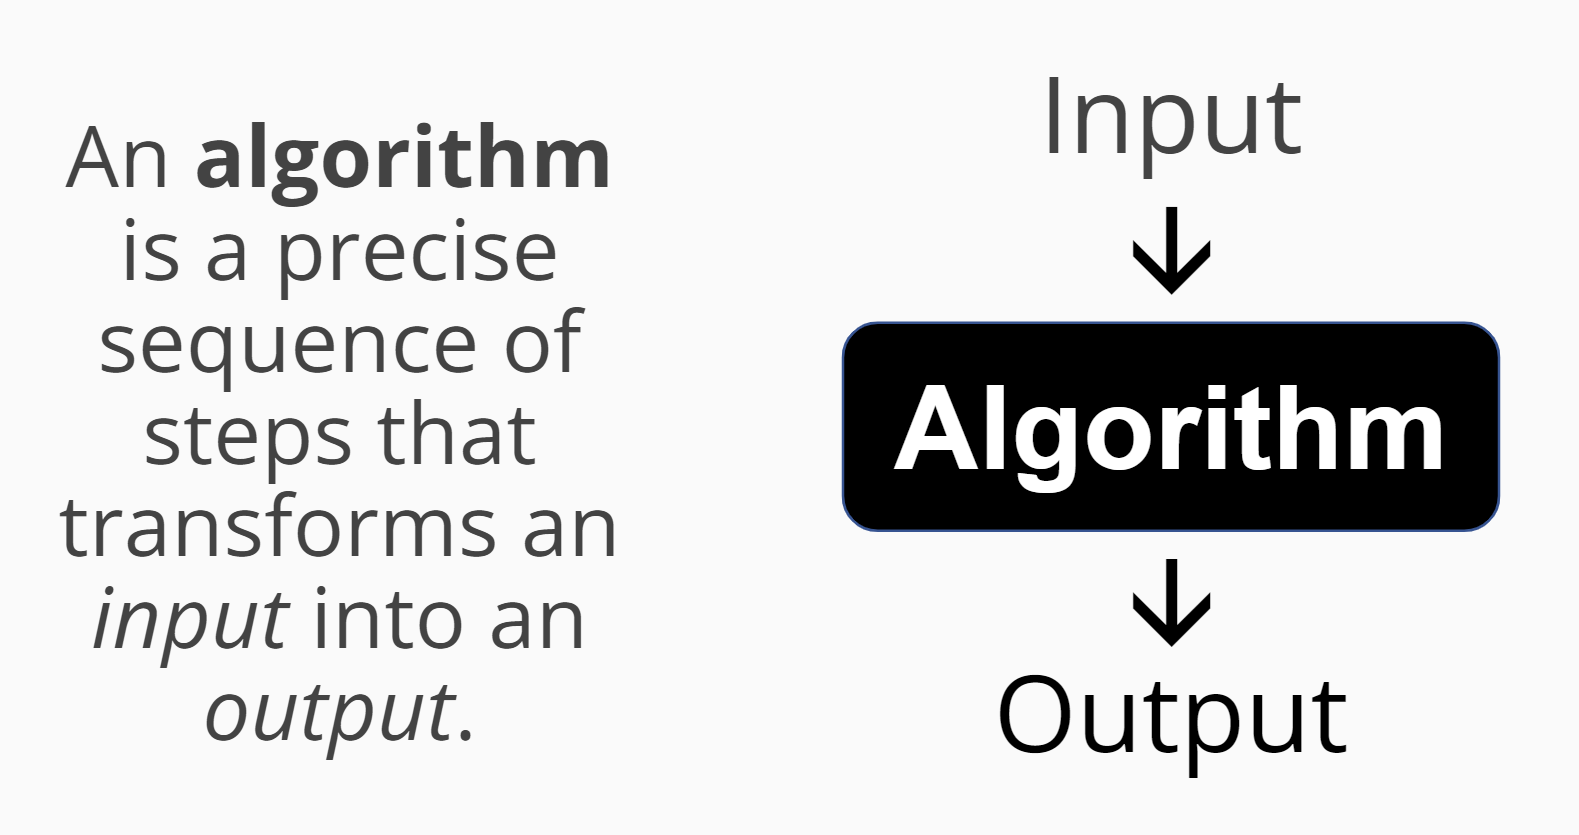 An algorithm
is a precise
sequence of
steps that
transforms an
input into an
output.
Input
Algorithm
Output